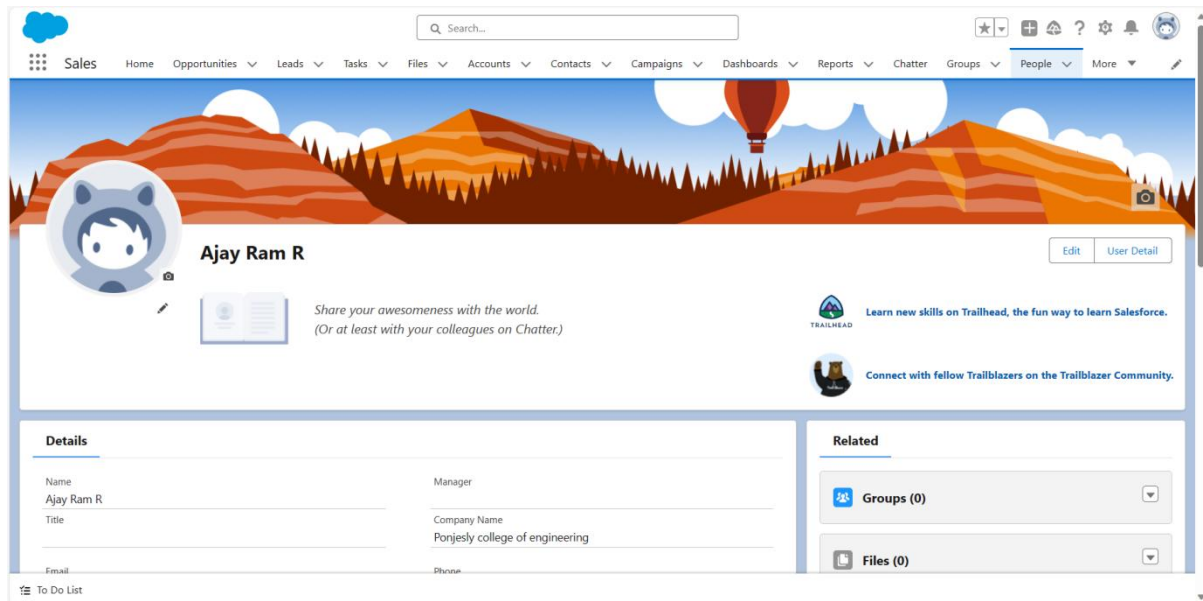 Search...
Sales Home Opportunities Leads Tasks Files Accounts Contacts Campaigns Dashboards Reports Chatter Groups People More
Ajay Ram R
Edit User Detail
Share your awesomeness with the world.
(Or at least with your colleagues on Chatter.)
TRAILHEAD
Learn new skills on Trailhead, the fun way to learn Salesforce.
Connect with fellow Trailblazers on the Trailblazer Community.
Details
Name
Ajay Ram R
Manager
Title
Company Name
Ponjesly college of engineering
Email
Phone
Related
Groups (0)
Files (0)
To Do List